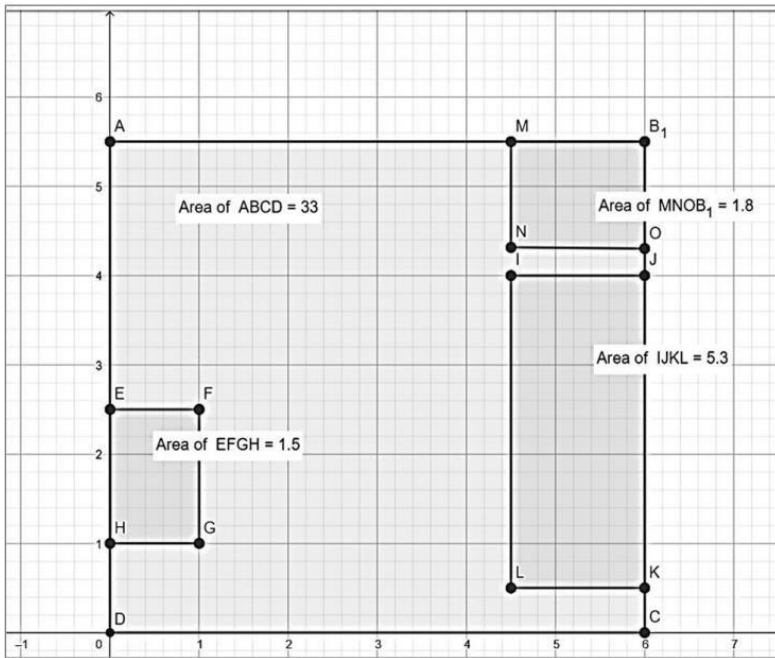 6
A
M
B₁
5
Area of ABCD = 33
Area of MNOB₁ = 1.8
N
O
I
J
4
3
Area of IJKL = 5.3
E
F
Area of EFGH = 1.5
2
H
G
1
L
K
D
C
−1
0
1
2
3
4
5
6
7